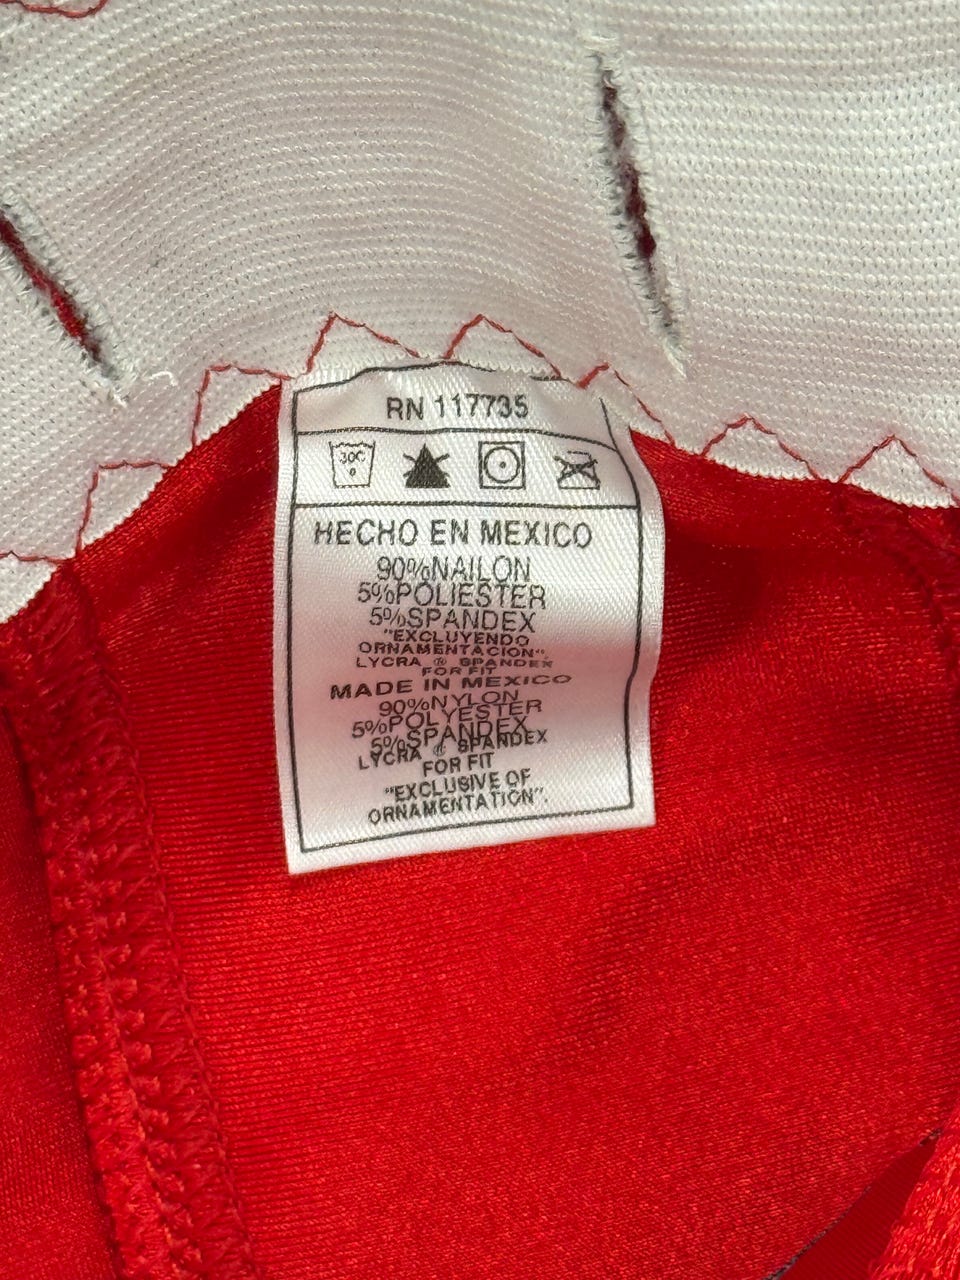 RN 117735
30C
HECHO EN MEXICO
90%NAILON
5%POLIESTER
5%SPANDEX
"EXCLUYENDO
ORNAMENTACION".
LYCRA ® SPANDEX
FOR FIT
MADE IN MEXICO
90%NYLON
5%POLYESTER
5%SPANDEX
LYCRA ® SPANDEX
FOR FIT
"EXCLUSIVE OF
ORNAMENTATION".